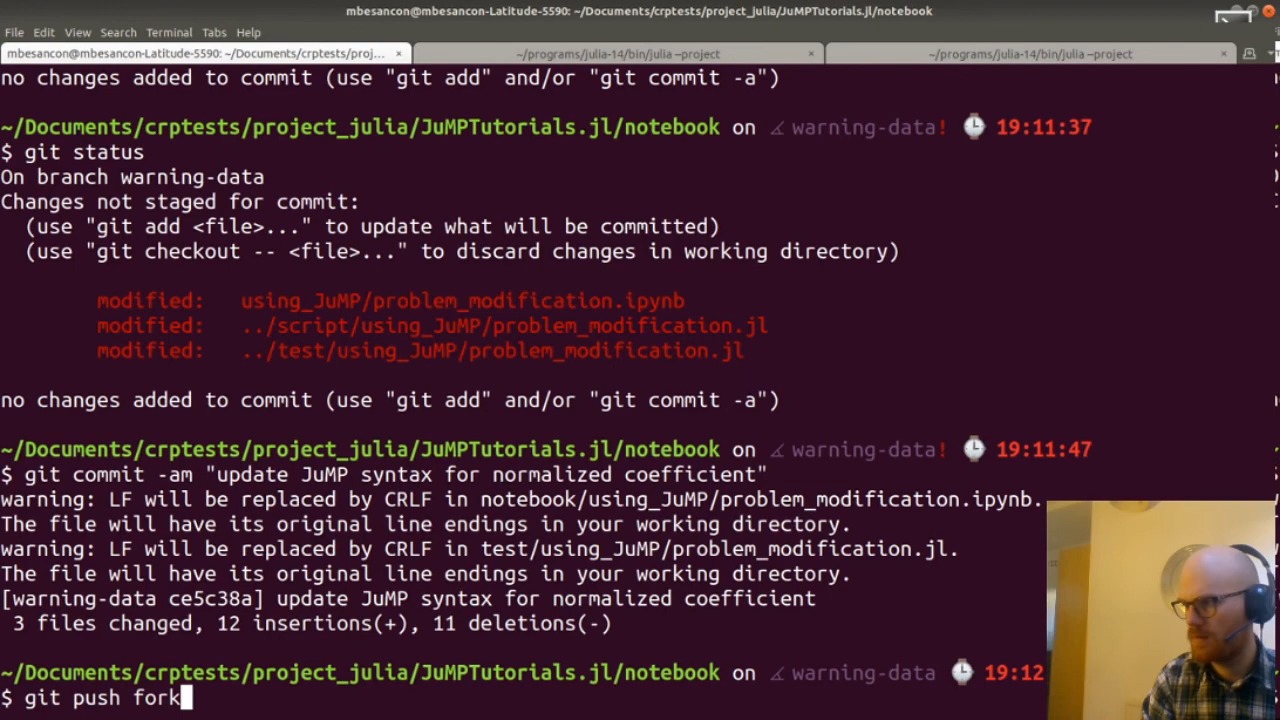 mbesancon@mbesancon-Latitude-5590: ~/Documents/crptests/project_julia/JuMPTutorials.jl/notebook
File Edit View Search Terminal Tabs Help
mbesancon@mbesancon-Latitude-5590: ~/Documents/crptests/proj... × ~/programs/julia-14/bin/julia --project × ~/programs/julia-14/bin/julia --project ×
no changes added to commit (use "git add" and/or "git commit -a")
~/Documents/crptests/project_julia/JuMPTutorials.jl/notebook on warning-data! 19:11:37
$ git status
On branch warning-data
Changes not staged for commit:
(use "git add <file>..." to update what will be committed)
(use "git checkout -- <file>..." to discard changes in working directory)
modified: using_JuMP/problem_modification.ipynb
modified: ../script/using_JuMP/problem_modification.jl
modified: ../test/using_JuMP/problem_modification.jl
no changes added to commit (use "git add" and/or "git commit -a")
~/Documents/crptests/project_julia/JuMPTutorials.jl/notebook on warning-data! 19:11:47
$ git commit -am "update JuMP syntax for normalized coefficient"
warning: LF will be replaced by CRLF in notebook/using_JuMP/problem_modification.ipynb.
The file will have its original line endings in your working directory.
warning: LF will be replaced by CRLF in test/using_JuMP/problem_modification.jl.
The file will have its original line endings in your working directory.
[warning-data ce5c38a] update JuMP syntax for normalized coefficient
3 files changed, 12 insertions(+), 11 deletions(-)
~/Documents/crptests/project_julia/JuMPTutorials.jl/notebook on warning-data 19:12
$ git push fork